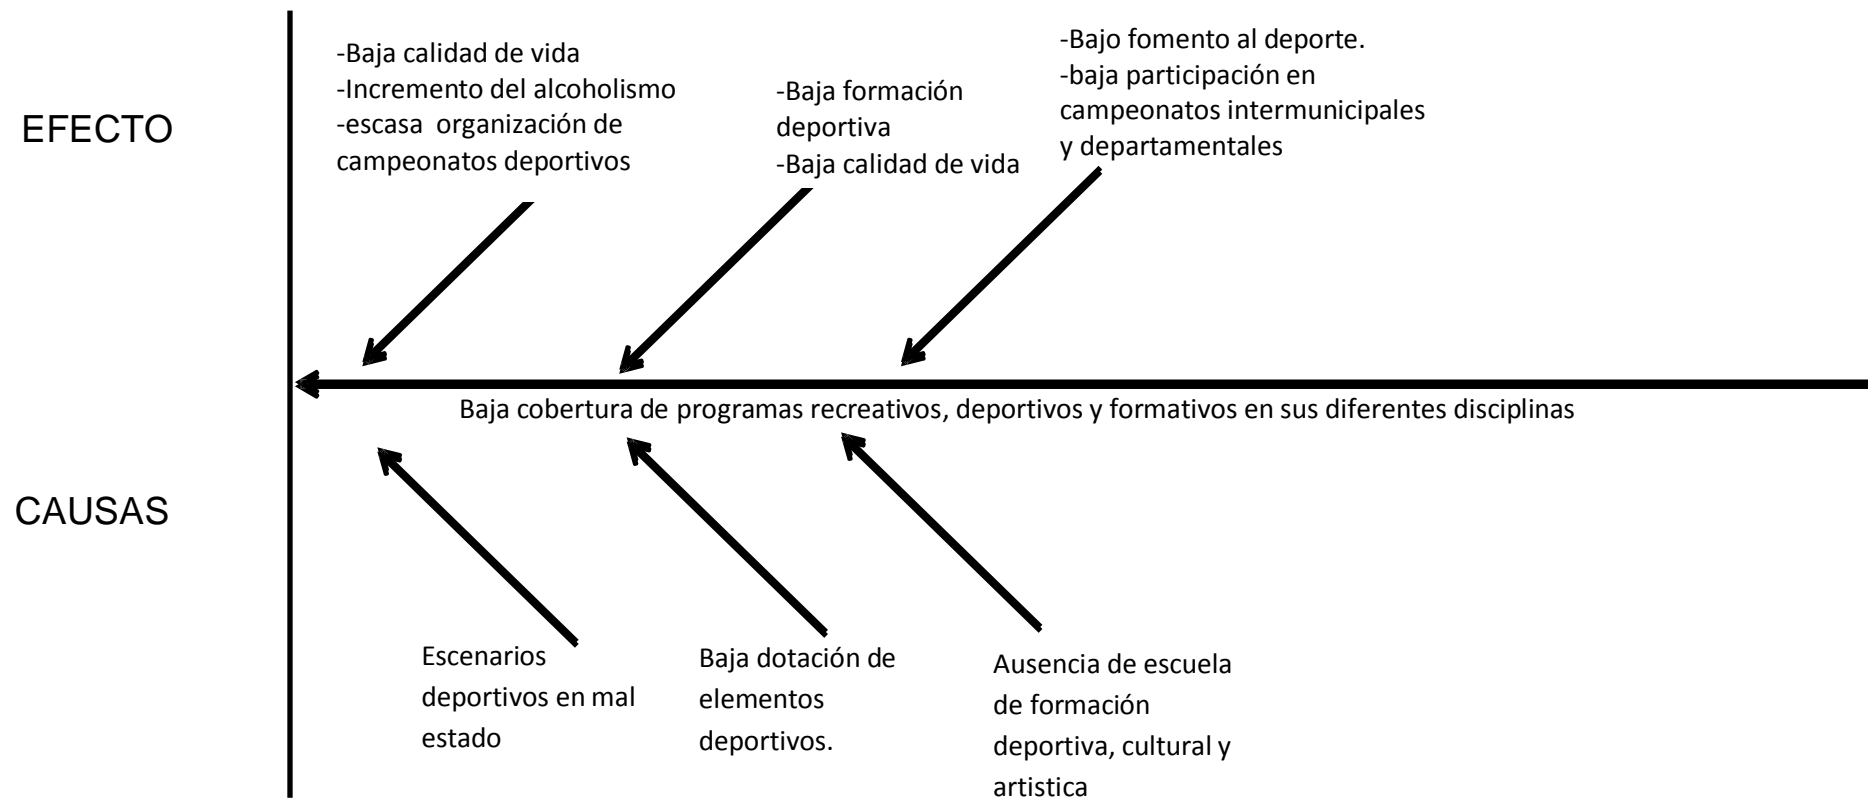 EFECTO
-Baja calidad de vida
-Incremento del alcoholismo
-escasa organización de
campeonatos deportivos
-Baja formación
deportiva
-Baja calidad de vida
-Bajo fomento al deporte.
-baja participación en
campeonatos intermunicipales
y departamentales
Baja cobertura de programas recreativos, deportivos y formativos en sus diferentes disciplinas
CAUSAS
Escenarios
deportivos en mal
estado
Baja dotación de
elementos
deportivos.
Ausencia de escuela
de formación
deportiva, cultural y
artistica